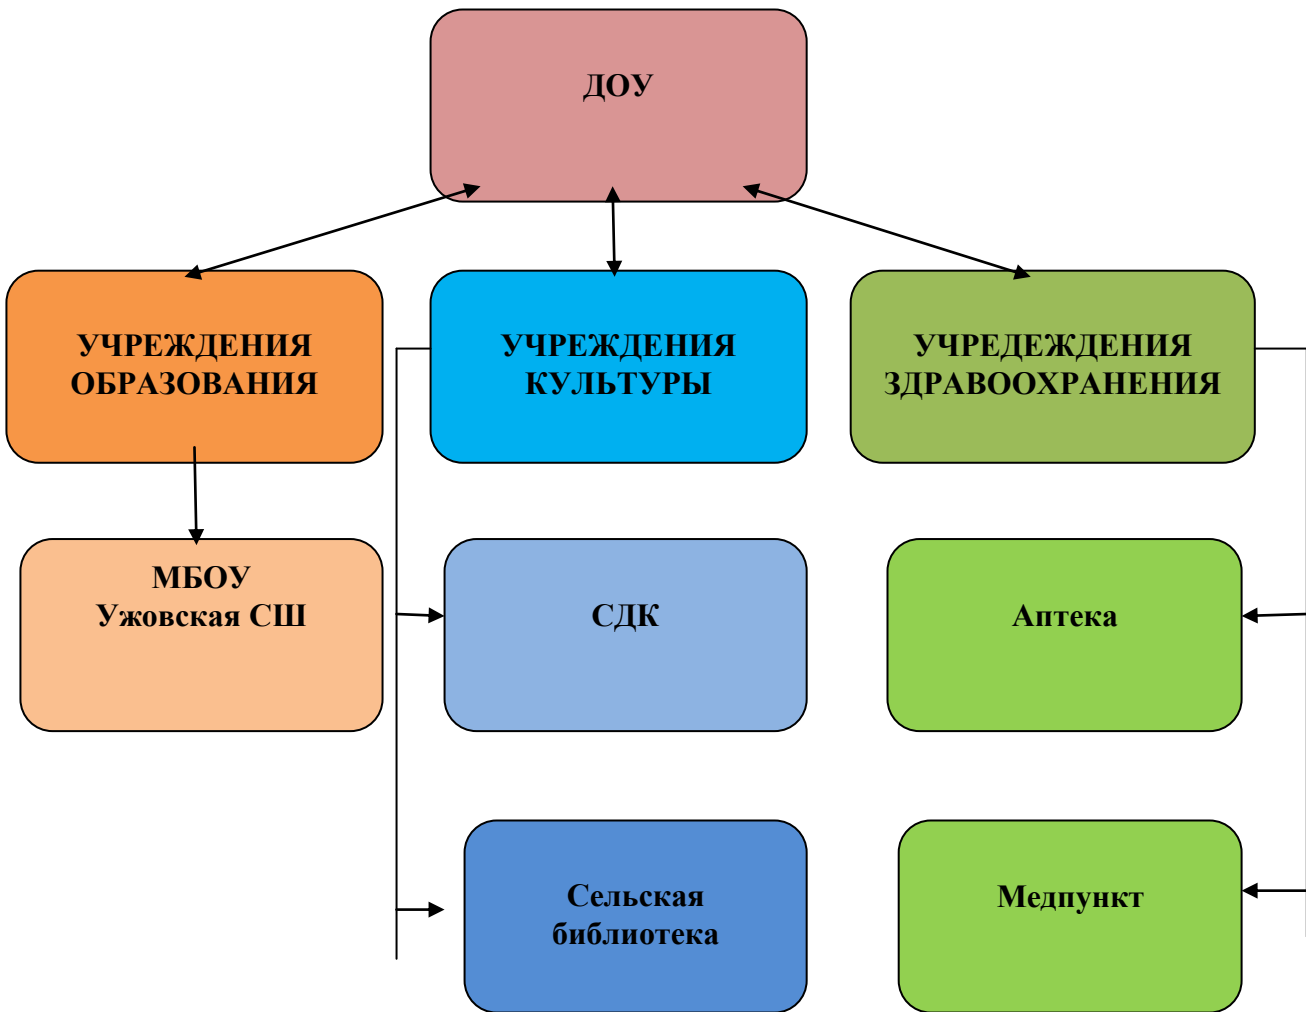 ДОУ
УЧРЕЖДЕНИЯ
ОБРАЗОВАНИЯ
УЧРЕЖДЕНИЯ
КУЛЬТУРЫ
УЧРЕДЕЖДЕНИЯ
ЗДРАВООХРАНЕНИЯ
МБОУ
Ужовская СШ
СДК
Аптека
Сельская
библиотека
Медпункт